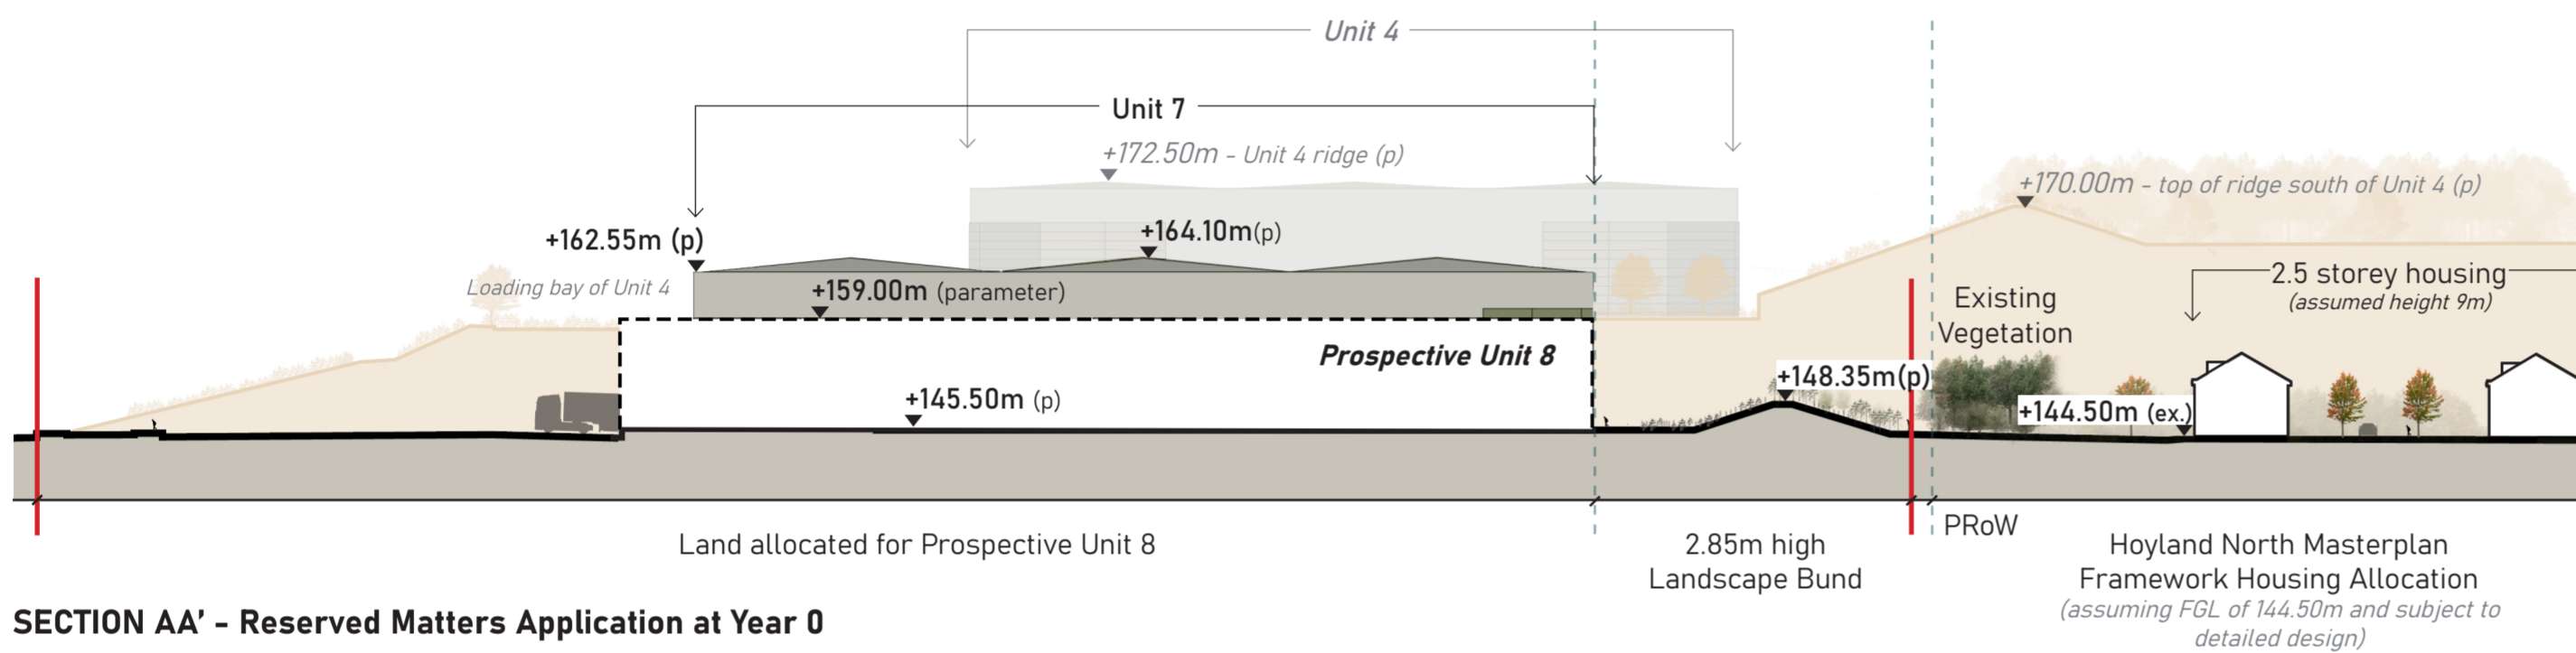 Unit 4
Unit 7
+172.50m - Unit 4 ridge (p)
+170.00m - top of ridge south of Unit 4 (p)
+162.55m (p)
+164.10m(p)
Loading bay of Unit 4
+159.00m (parameter)
Existing
Vegetation
2.5 storey housing
(assumed height 9m)
Prospective Unit 8
+148.35m(p)
+145.50m (p)
+144.50m (ex.)
PRoW
Land allocated for Prospective Unit 8
2.85m high
Landscape Bund
Hoyland North Masterplan
Framework Housing Allocation
(assuming FGL of 144.50m and subject to
detailed design)
SECTION AA' - Reserved Matters Application at Year 0